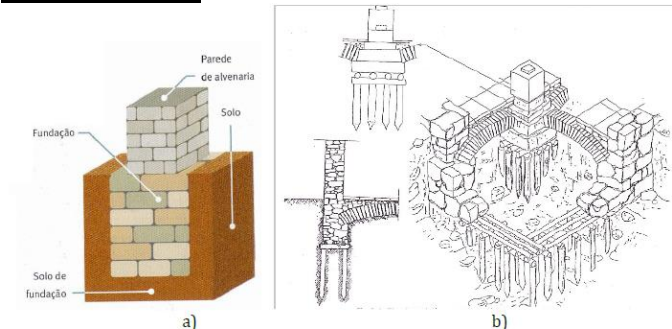 Parede
de alvenaria
Solo
Fundação
Solo de
fundação
a)
b)